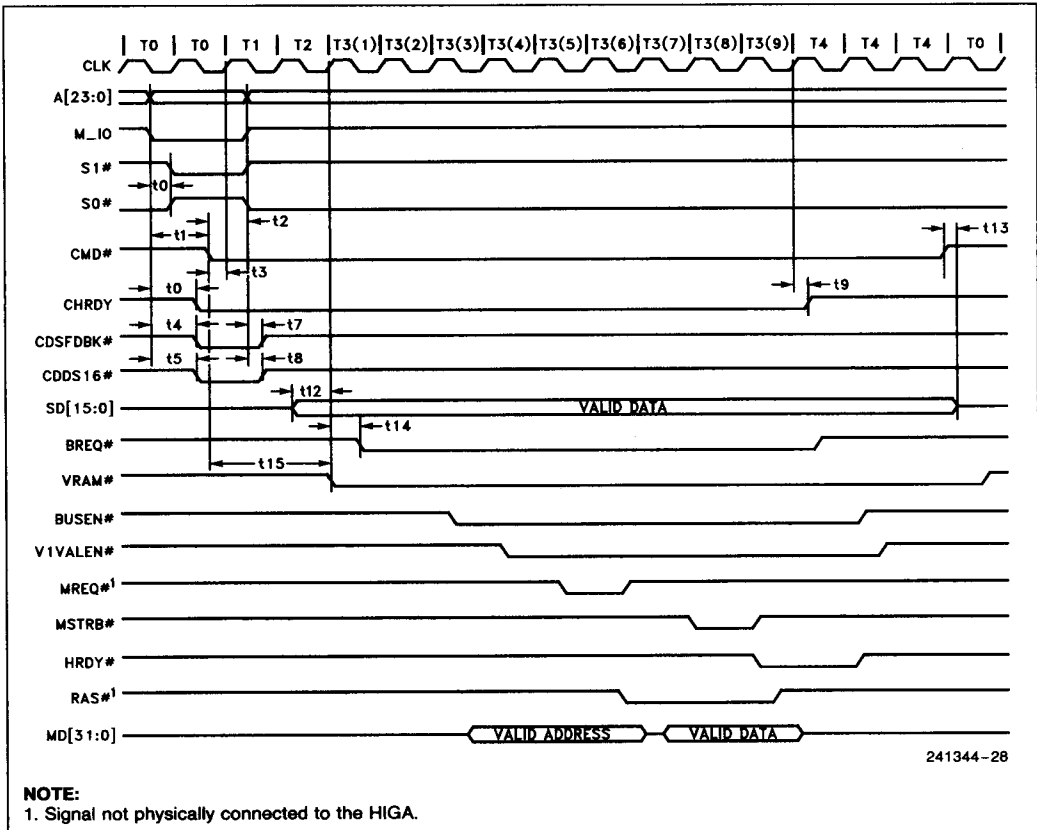 T0 T0 T1 T2 T3(1) T3(2) T3(3) T3(4) T3(5) T3(6) T3(7) T3(8) T3(9) T4 T4 T4 T0
CLK
A[23:0]
M_IO
S1#
t0
S0#
t2
t1
t13
CMD#
t3
t0
t9
CHRDY
t4 t7
CDSFDBK#
t5 t8
CDDS16#
t12
SD[15:0] VALID DATA
t14
BREQ#
t15
VRAM#
BUSEN#
V1VALEN#
MREQ#1
MSTRB#
HRDY#
RAS#1
MD[31:0] VALID ADDRESS VALID DATA
241344-28
NOTE:
1. Signal not physically connected to the HIGA.